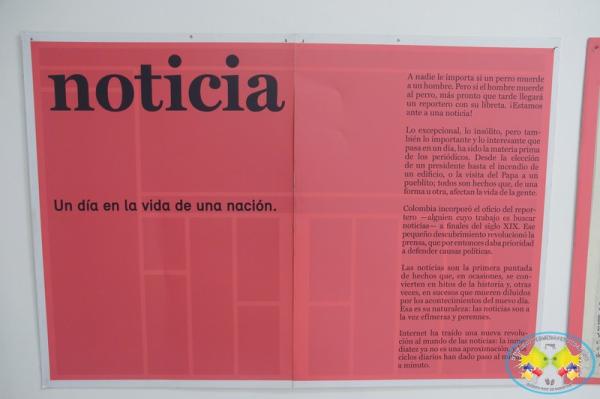 noticia
Un día en la vida de una nación.
A nadie le importa si un perro muerde
a un hombre. Pero si el hombre muerde
al perro, más pronto que tarde llegará
un reportero con su libreta. ¡Estamos
ante a una noticia!
Lo excepcional, lo insólito, pero tam-
bién lo importante y lo interesante que
pasa en un día, ha sido la materia prima
de los periódicos. Desde la elección
de un presidente hasta el incendio de
un edificio, o la visita del Papa a un
pueblito; todos son hechos que, de una
forma u otra, afectan la vida de la gente.
Colombia incorporó el oficio del repor-
tero —alguien cuyo trabajo es buscar
noticias— a finales del siglo XIX. Ese
pequeño descubrimiento revolucionó la
prensa, que por entonces daba prioridad
a defender causas políticas.
Las noticias son la primera puntada
de hechos que, en ocasiones, se con-
vierten en hitos de la historia y, otras
veces, en sucesos que mueren diluidos
por los acontecimientos del nuevo día.
Esa es su naturaleza: las noticias son a
la vez efímeras y perennes.
Internet ha traído una nueva revolu-
ción al mundo de las noticias: la inme-
diatez ya no es una aproximación
ciclos diarios han dado paso al
a minuto.